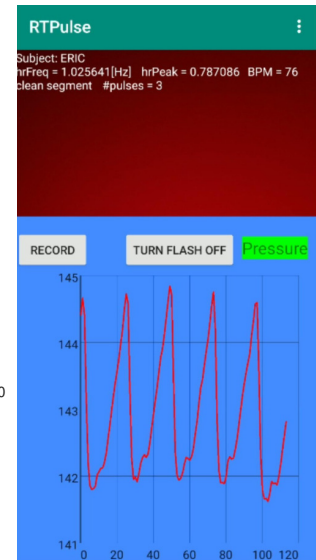 RTPulse
Subject: ERIC
hrFreq = 1.025641[Hz] hrPeak = 0.787086 BPM = 76
clean segment #pulses = 3
RECORD
TURN FLASH OFF
Pressure
145
144
143
142
141
0 20 40 60 80 100 120
0